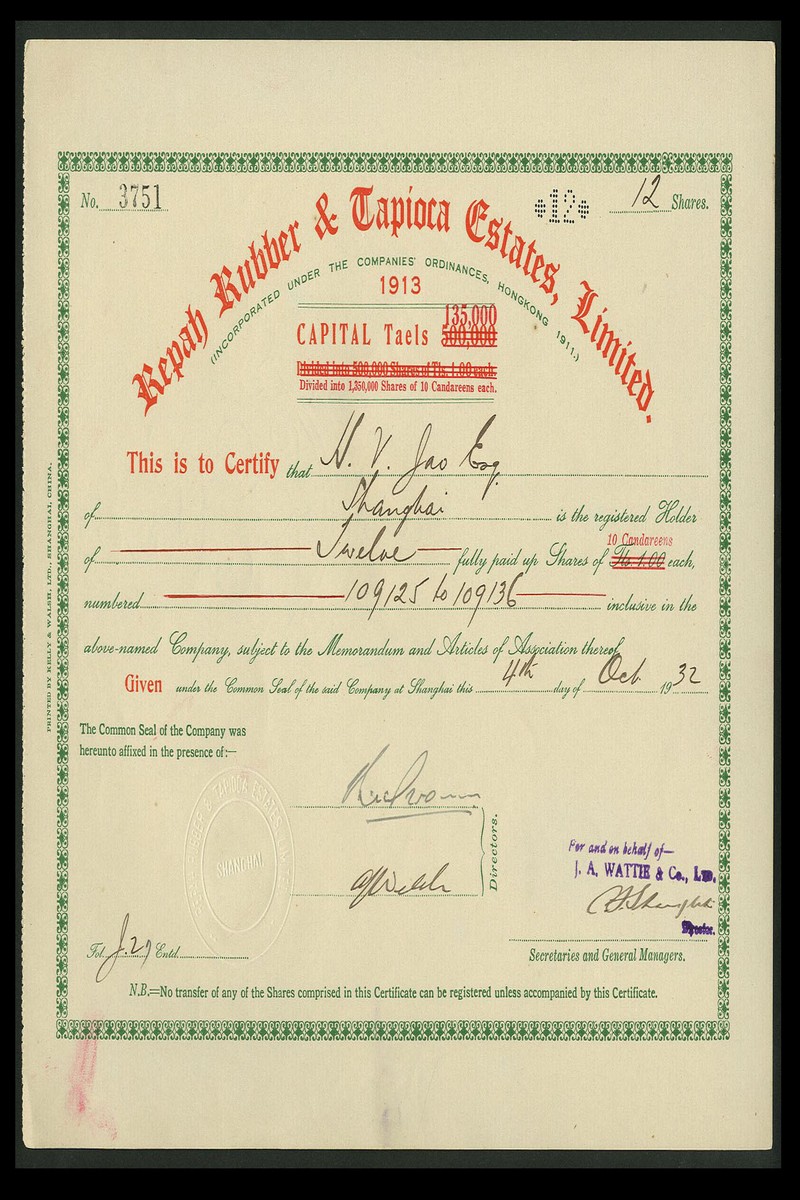 No. 3751
*12*
12 Shares.
Repah Rubber & Tapioca Estates, Limited.
(INCORPORATED UNDER THE COMPANIES' ORDINANCES, HONGKONG 1911.)
1913
135,000
CAPITAL Taels 500,000
Divided into 500,000 Shares of Tls. 1.00 each.
Divided into 1,350,000 Shares of 10 Candareens each.
This is to Certify that H. V. Jao Esq.
of Shanghai is the registered Holder
10 Candareens
of Twelve fully paid up Shares of Tls. 1.00 each,
numbered 109125 to 109136 inclusive in the
above-named Company, subject to the Memorandum and Articles of Association thereof
Given under the Common Seal of the said Company at Shanghai this 4th day of Oct 1932
The Common Seal of the Company was
hereunto affixed in the presence of:—
RUBBER & TAPIOCA ESTATES, LIMITED
SHANGHAI
Directors.
For and on behalf of—
J. A. WATTIE & Co., LTD.
Fol. J.27 Entd.
Secretaries and General Managers.
N.B.—No transfer of any of the Shares comprised in this Certificate can be registered unless accompanied by this Certificate.
PRINTED BY KELLY & WALSH, LTD., SHANGHAI, CHINA.